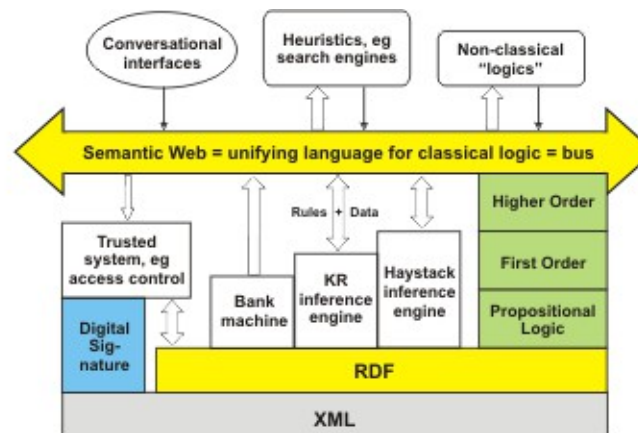 Conversational
interfaces
Heuristics, eg
search engines
Non-classical
"logics"
Semantic Web = unifying language for classical logic = bus
Rules + Data
Trusted
system, eg
access control
Bank
machine
KR
inference
engine
Haystack
inference
engine
Higher Order
First Order
Propositional
Logic
Digital
Sig-
nature
RDF
XML